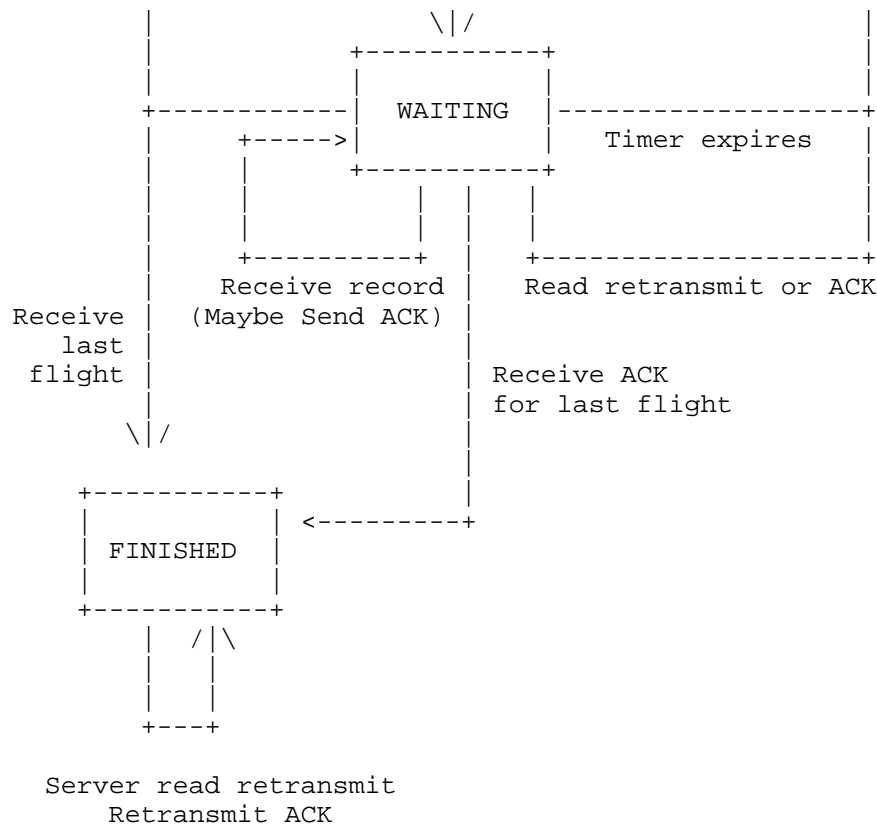 WAITING
Timer expires
Receive record Read retransmit or ACK
Receive (Maybe Send ACK)
last
flight Receive ACK
for last flight
FINISHED
Server read retransmit
Retransmit ACK